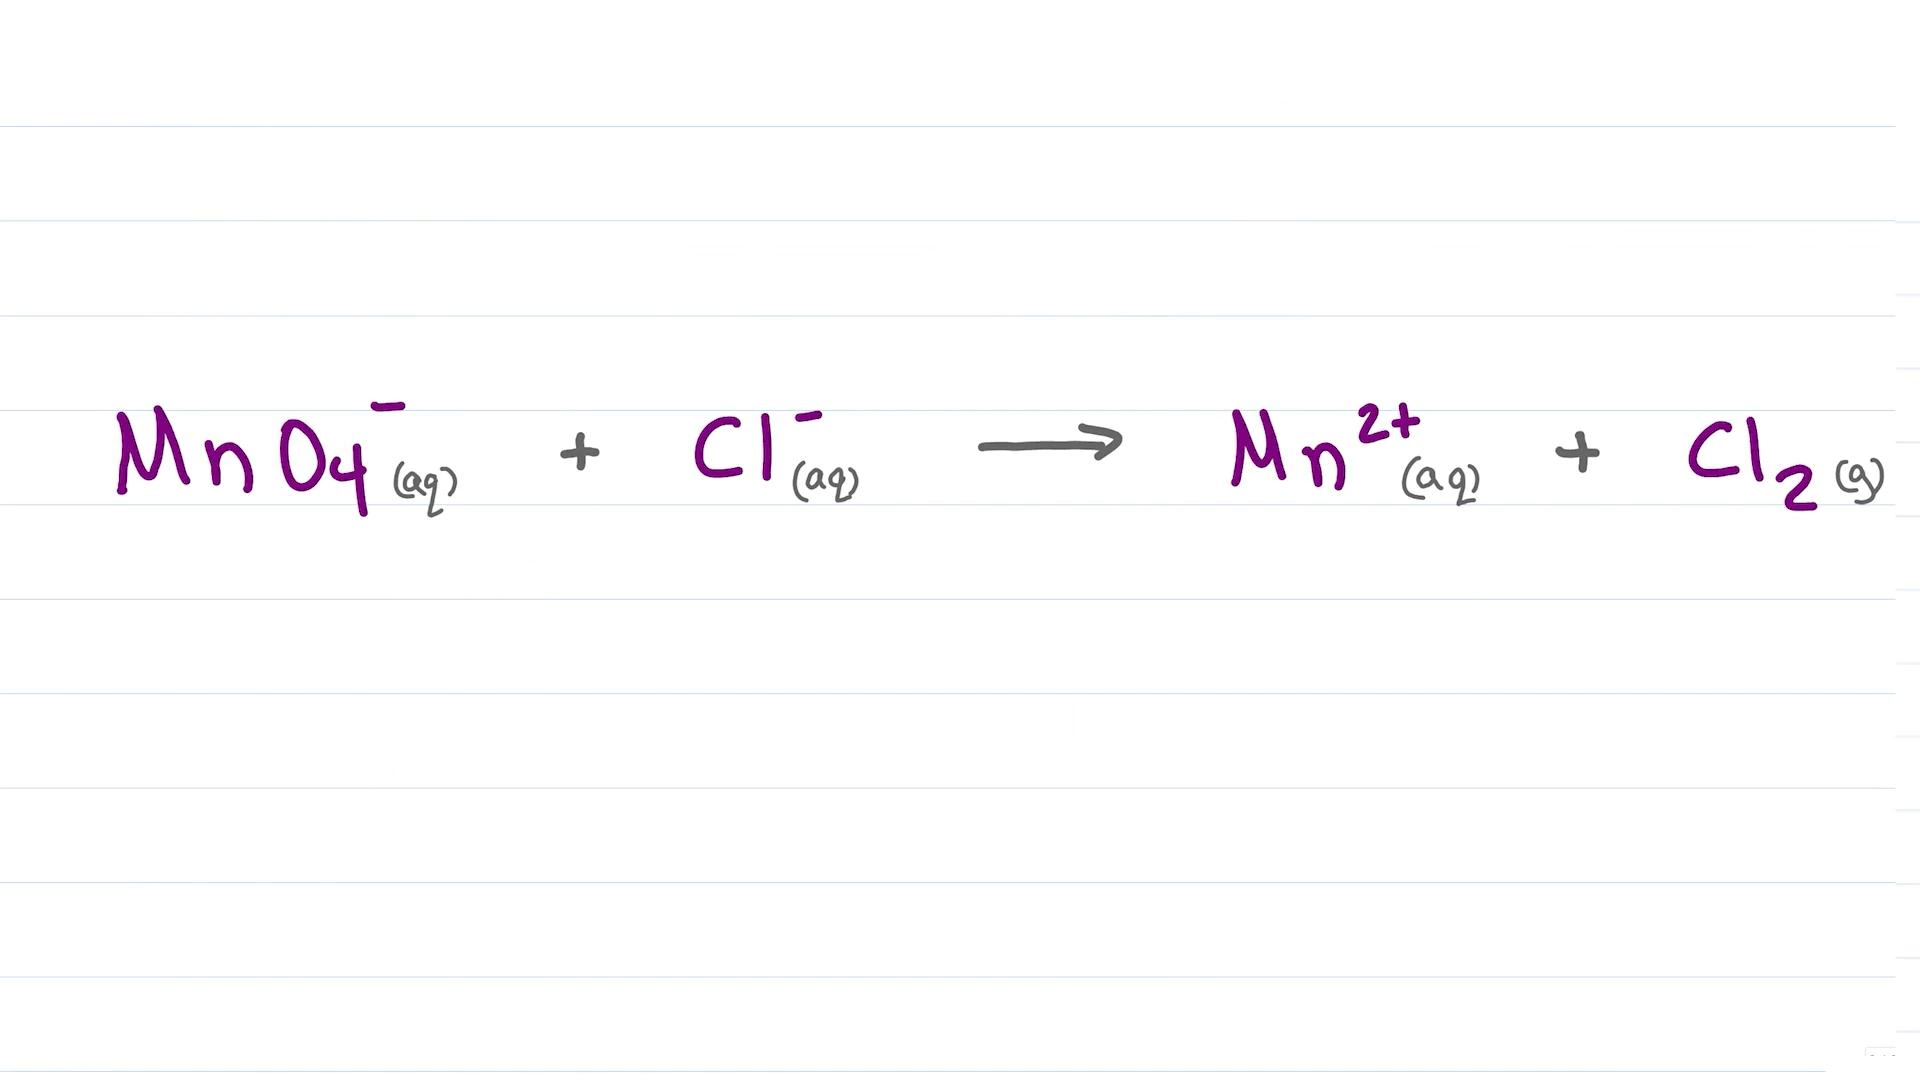 MnO₄⁻(aq) + Cl⁻(aq) ⟶ Mn²⁺(aq) + Cl₂(g)